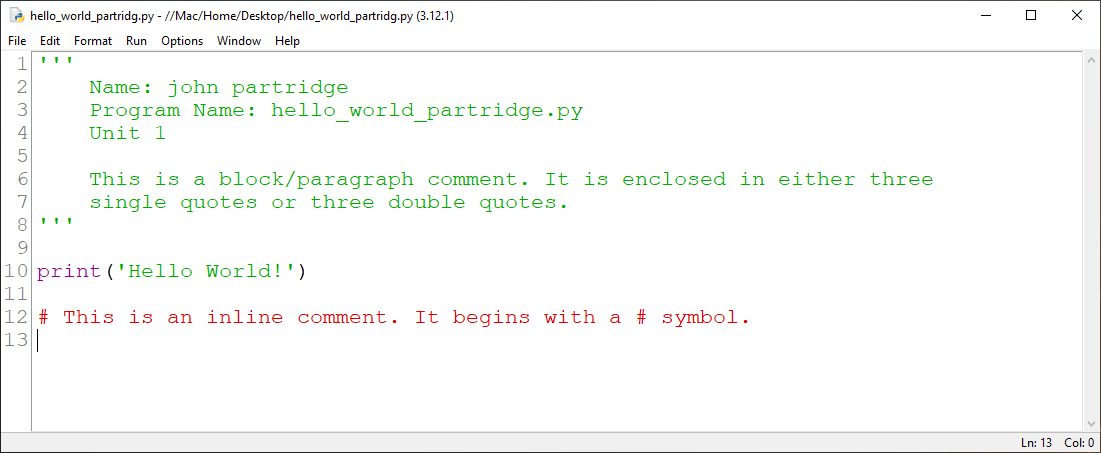 hello_world_partridg.py - //Mac/Home/Desktop/hello_world_partridg.py (3.12.1)
File Edit Format Run Options Window Help
1 '''
2     Name: john partridge
3     Program Name: hello_world_partridge.py
4     Unit 1
5
6     This is a block/paragraph comment. It is enclosed in either three
7     single quotes or three double quotes.
8 '''
9
10 print('Hello World!')
11
12 # This is an inline comment. It begins with a # symbol.
13
Ln: 13 Col: 0